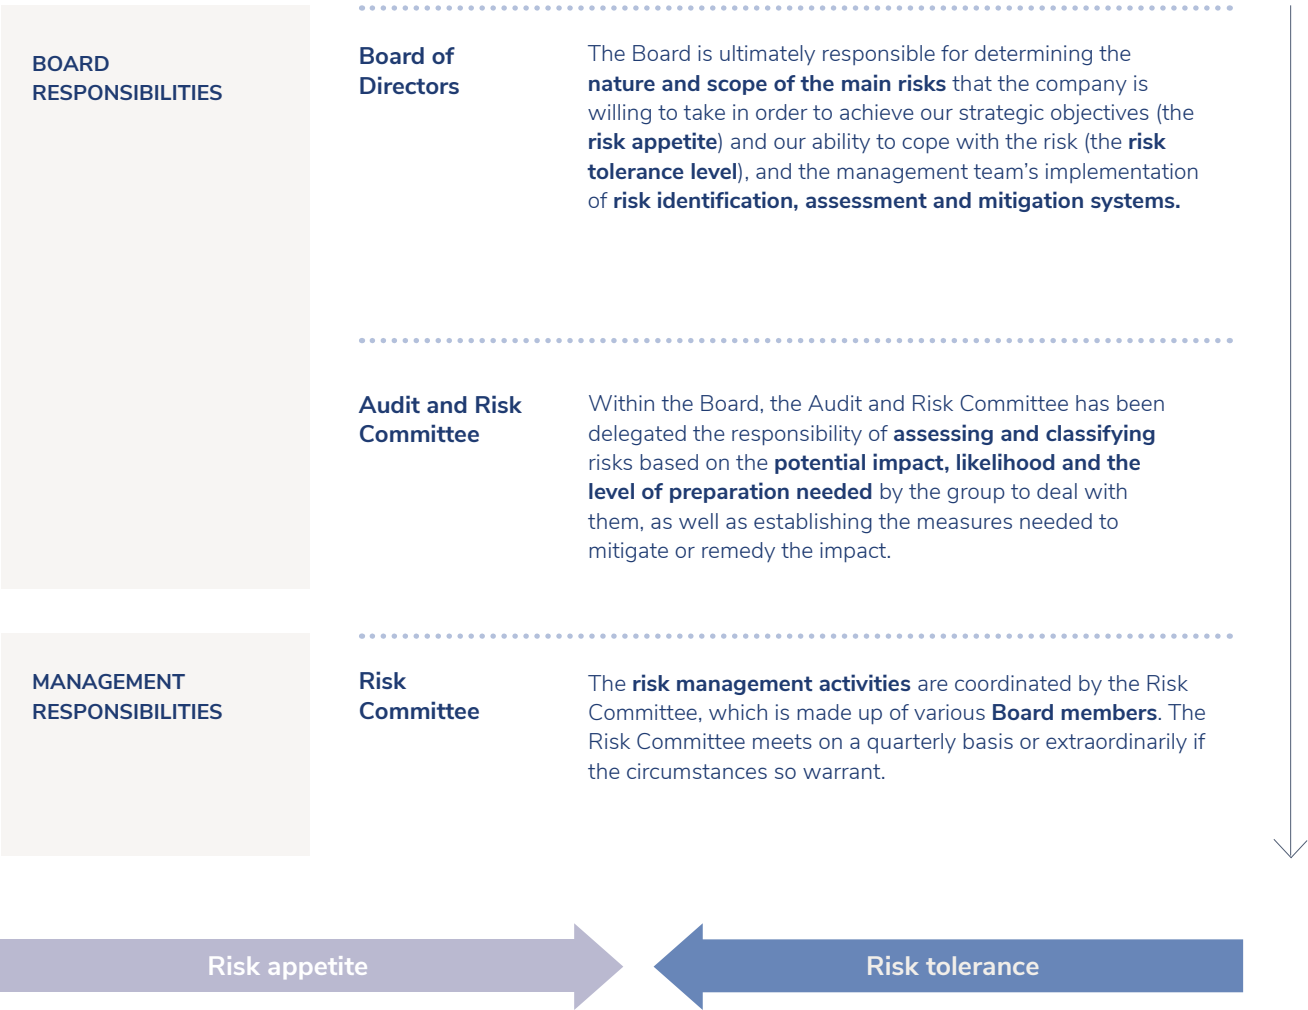 BOARD
RESPONSIBILITIES
Board of
Directors
The Board is ultimately responsible for determining the
nature and scope of the main risks that the company is
willing to take in order to achieve our strategic objectives (the
risk appetite) and our ability to cope with the risk (the risk
tolerance level), and the management team’s implementation
of risk identification, assessment and mitigation systems.
Audit and Risk
Committee
Within the Board, the Audit and Risk Committee has been
delegated the responsibility of assessing and classifying
risks based on the potential impact, likelihood and the
level of preparation needed by the group to deal with
them, as well as establishing the measures needed to
mitigate or remedy the impact.
MANAGEMENT
RESPONSIBILITIES
Risk
Committee
The risk management activities are coordinated by the Risk
Committee, which is made up of various Board members. The
Risk Committee meets on a quarterly basis or extraordinarily if
the circumstances so warrant.
Risk appetite
Risk tolerance